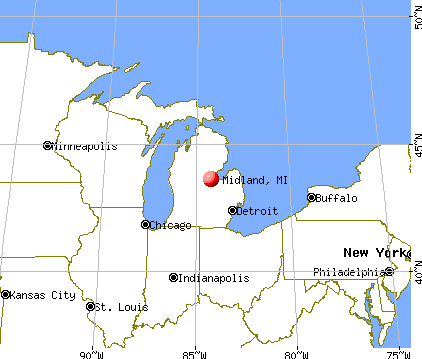 50°N
Minneapolis
45°N
Midland, MI
Buffalo
Detroit
Chicago
New York
Philadelphia
40°N
Indianapolis
Kansas City
St. Louis
90°W
85°W
80°W
75°W